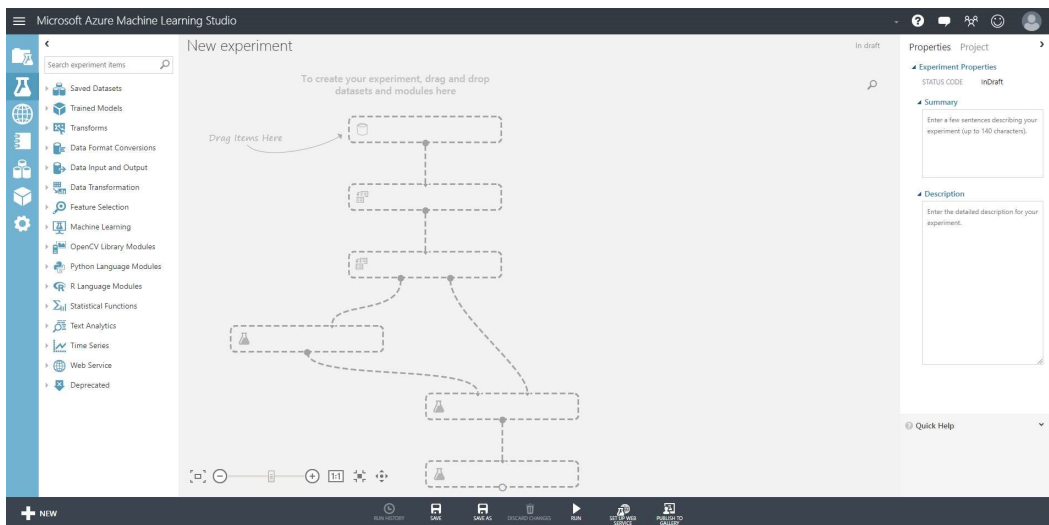 Microsoft Azure Machine Learning Studio
Search experiment items
Saved Datasets
Trained Models
Transforms
Data Format Conversions
Data Input and Output
Data Transformation
Feature Selection
Machine Learning
OpenCV Library Modules
Python Language Modules
R Language Modules
Statistical Functions
Text Analytics
Time Series
Web Service
Deprecated
New experiment
In draft
To create your experiment, drag and drop
datasets and modules here
Drag Items Here
1:1
Properties Project
Experiment Properties
STATUS CODE InDraft
Summary
Enter a few sentences describing your
experiment (up to 140 characters).
Description
Enter the detailed description for your
experiment.
Quick Help
NEW
RUN HISTORY
SAVE
SAVE AS
DISCARD CHANGES
RUN
SET UP WEB
SERVICE
PUBLISH TO
GALLERY